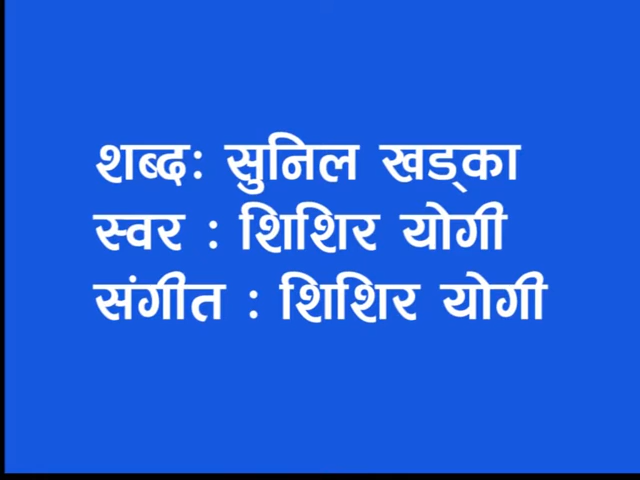 शब्दः सुनिल खड्का
स्वर : शिशिर योगी
संगीत : शिशिर योगी